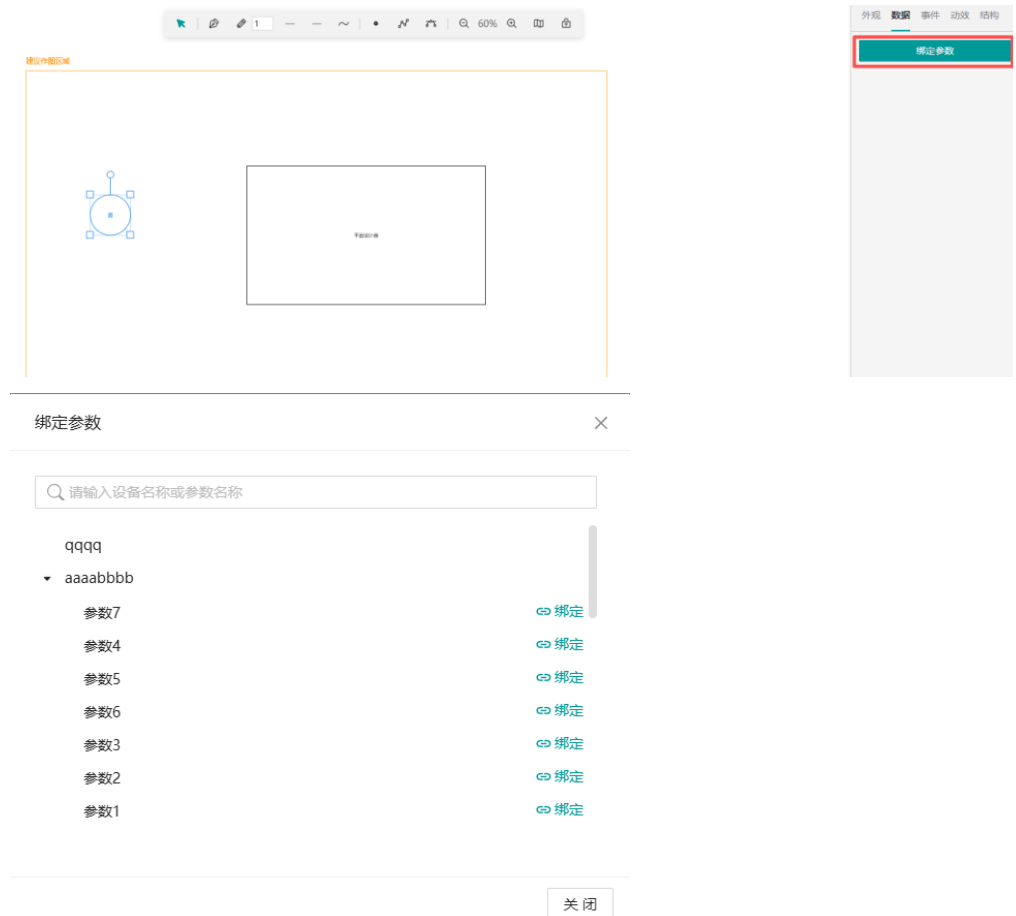 1 60%
外观 数据 事件 动效 结构
绑定参数
建议作图区域
绑定参数
请输入设备名称或参数名称
qqqq
aaaabbbb
参数7 绑定
参数4 绑定
参数5 绑定
参数6 绑定
参数3 绑定
参数2 绑定
参数1 绑定
关闭